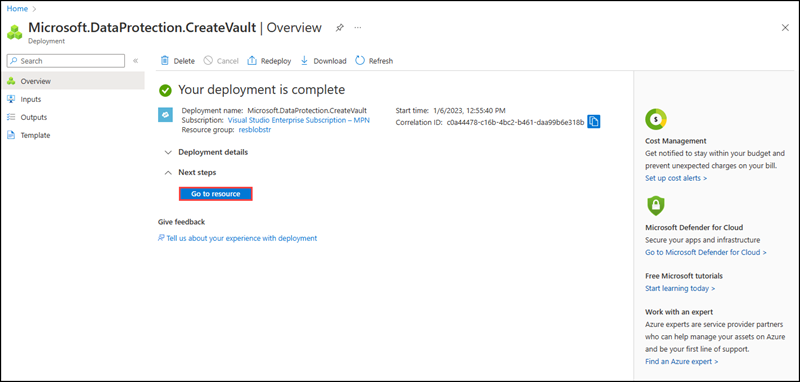 Home >
Microsoft.DataProtection.CreateVault | Overview
Deployment
Search
Overview
Inputs
Outputs
Template
Delete Cancel Redeploy Download Refresh
Your deployment is complete
Deployment name: Microsoft.DataProtection.CreateVault
Subscription: Visual Studio Enterprise Subscription – MPN
Resource group: resblobstr
Start time: 1/6/2023, 12:55:40 PM
Correlation ID: c0a44478-c16b-4bc2-b461-daa99b6e318b
Deployment details
Next steps
Go to resource
Give feedback
Tell us about your experience with deployment
Cost Management
Get notified to stay within your budget and
prevent unexpected charges on your bill.
Set up cost alerts >
Microsoft Defender for Cloud
Secure your apps and infrastructure
Go to Microsoft Defender for Cloud >
Free Microsoft tutorials
Start learning today >
Work with an expert
Azure experts are service provider partners
who can help manage your assets on Azure
and be your first line of support.
Find an Azure expert >